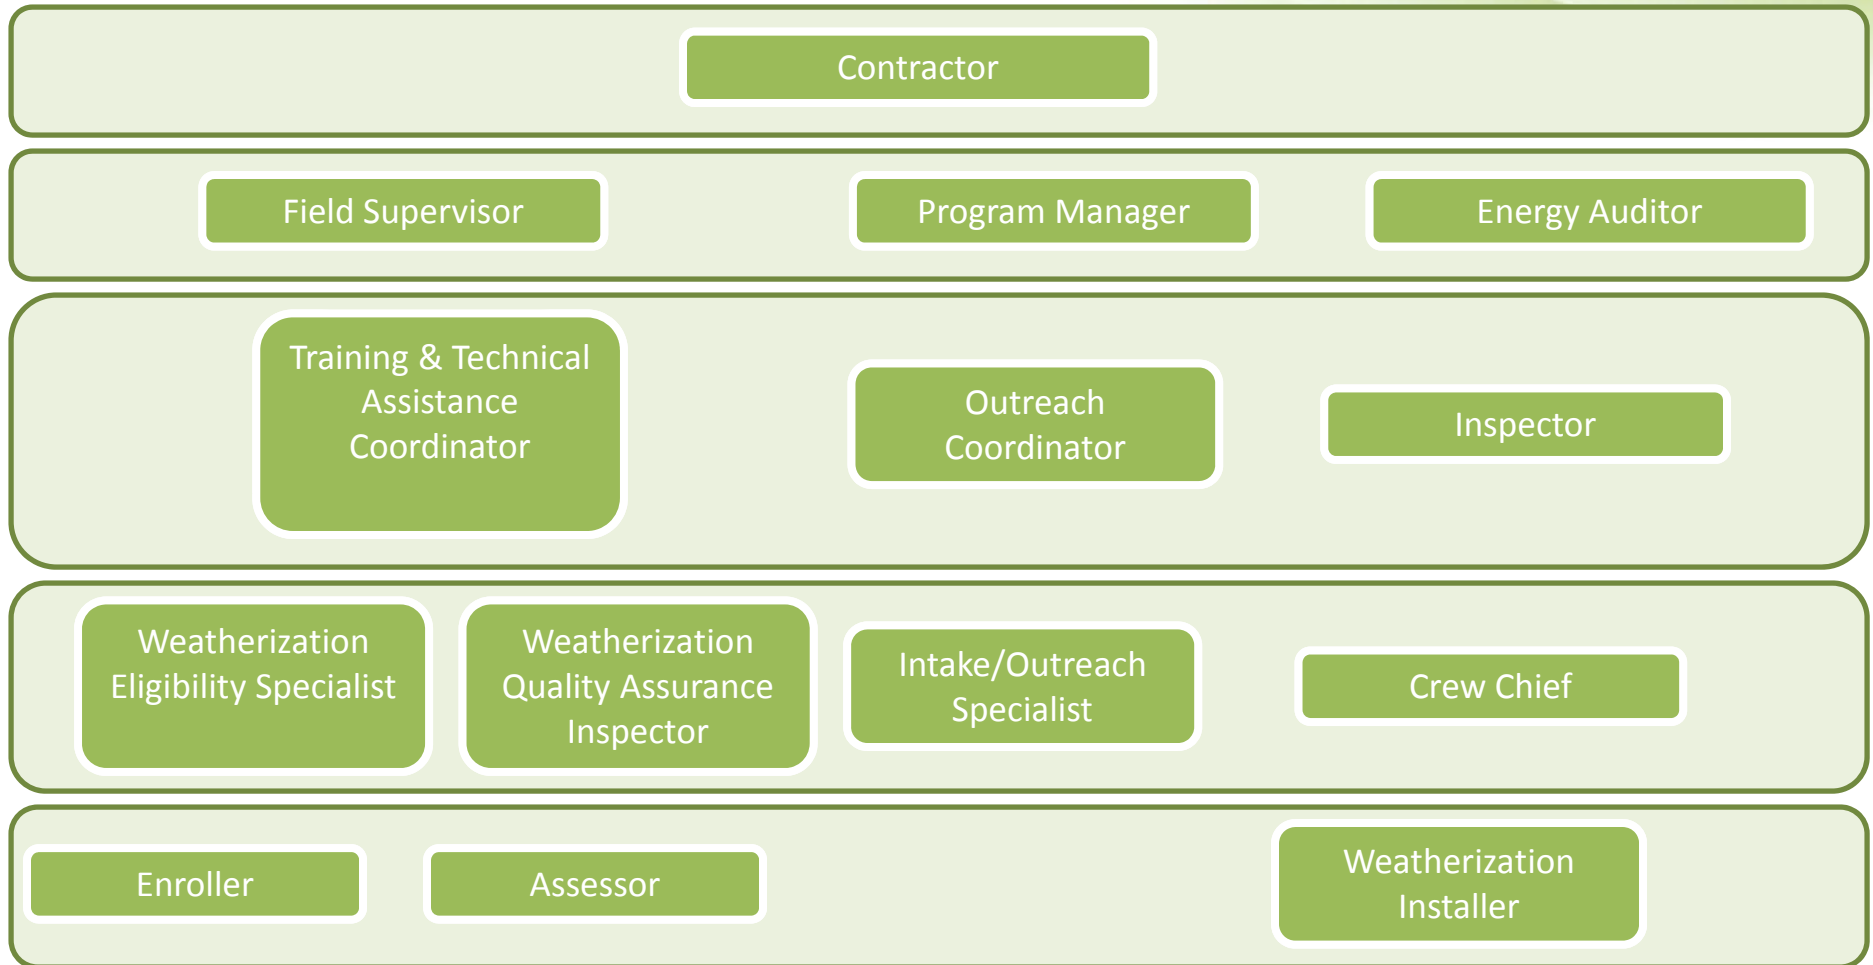 Contractor
Field Supervisor
Program Manager
Energy Auditor
Training & Technical
Assistance
Coordinator
Outreach
Coordinator
Inspector
Weatherization
Eligibility Specialist
Weatherization
Quality Assurance
Inspector
Intake/Outreach
Specialist
Crew Chief
Enroller
Assessor
Weatherization
Installer